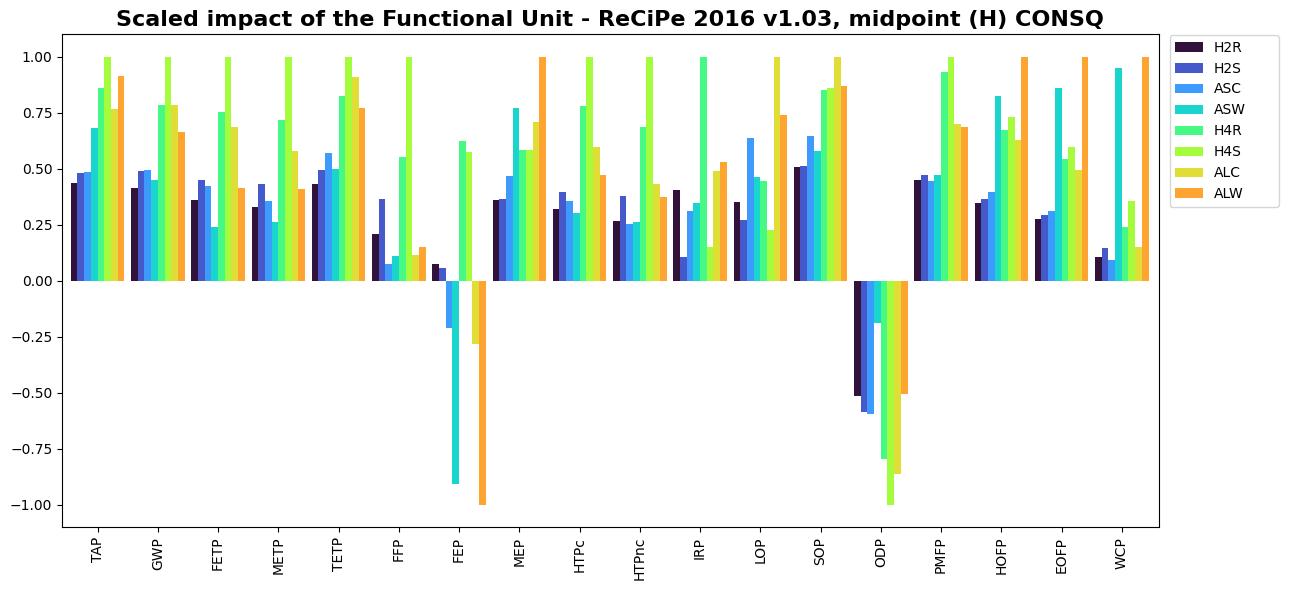 Scaled impact of the Functional Unit - ReCiPe 2016 v1.03, midpoint (H) CONSQ
1.00
0.75
0.50
0.25
0.00
−0.25
−0.50
−0.75
−1.00
TAP
GWP
FETP
METP
TETP
FFP
FEP
MEP
HTPc
HTPnc
IRP
LOP
SOP
ODP
PMFP
HOFP
EOFP
WCP
H2R
H2S
ASC
ASW
H4R
H4S
ALC
ALW